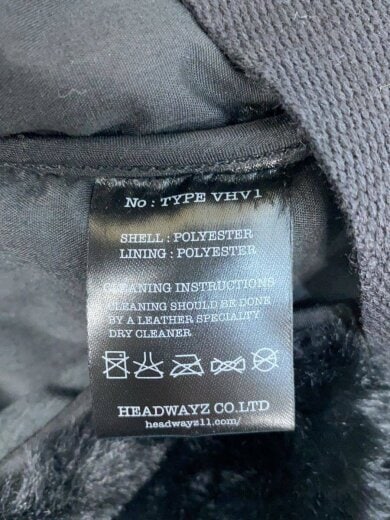 No : TYPE VHV1
SHELL : POLYESTER
LINING : POLYESTER
CLEANING INSTRUCTIONS
CLEANING SHOULD BE DONE
BY A LEATHER SPECIALTY
DRY CLEANER
HEADWAYZ CO.LTD
headwayz11.com/